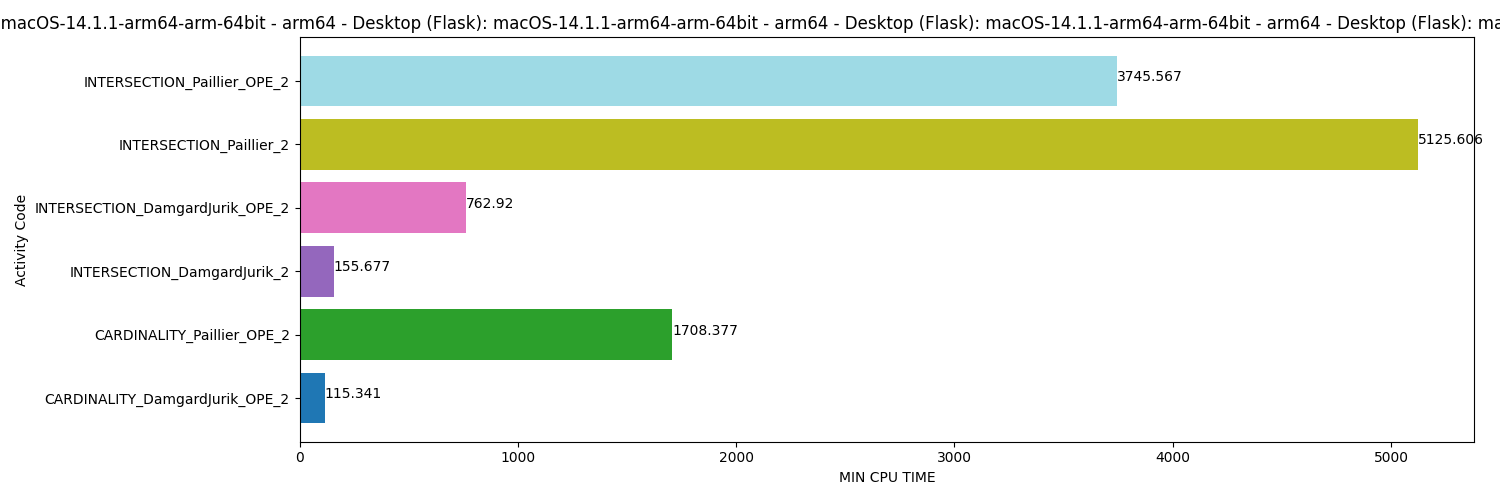 macOS-14.1.1-arm64-arm-64bit - arm64 - Desktop (Flask): macOS-14.1.1-arm64-arm-64bit - arm64 - Desktop (Flask): macOS-14.1.1-arm64-arm-64bit - arm64 - Desktop (Flask): ma
INTERSECTION_Paillier_OPE_2
3745.567
INTERSECTION_Paillier_2
5125.606
INTERSECTION_DamgardJurik_OPE_2
762.92
INTERSECTION_DamgardJurik_2
155.677
CARDINALITY_Paillier_OPE_2
1708.377
CARDINALITY_DamgardJurik_OPE_2
115.341
Activity Code
0 1000 2000 3000 4000 5000
MIN CPU TIME